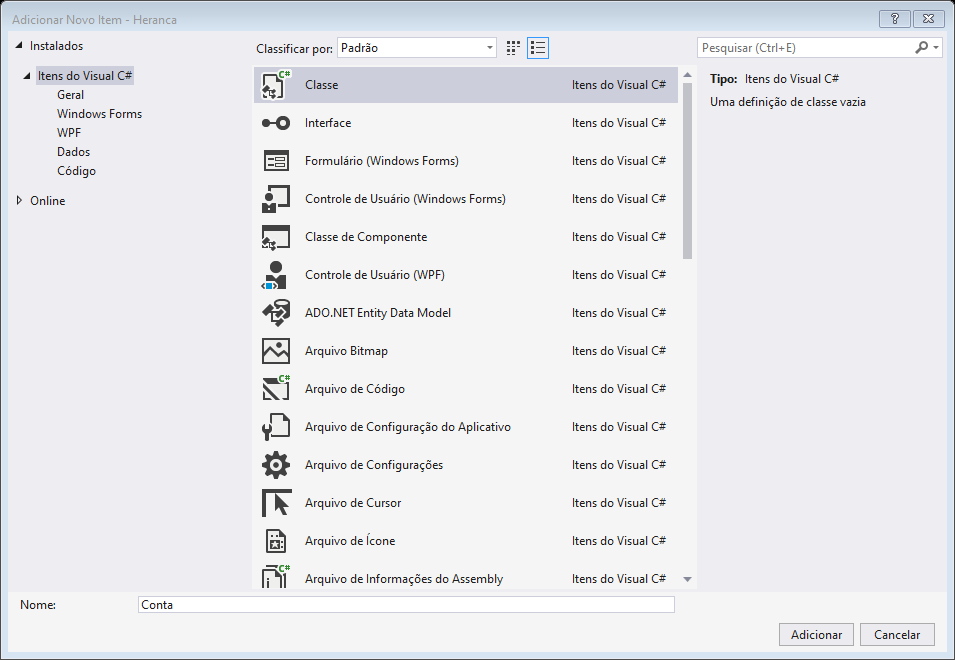 Adicionar Novo Item - Heranca
Instalados
Itens do Visual C#
Geral
Windows Forms
WPF
Dados
Código
Online
Classificar por: Padrão
Classe Itens do Visual C#
Interface Itens do Visual C#
Formulário (Windows Forms) Itens do Visual C#
Controle de Usuário (Windows Forms) Itens do Visual C#
Classe de Componente Itens do Visual C#
Controle de Usuário (WPF) Itens do Visual C#
ADO.NET Entity Data Model Itens do Visual C#
Arquivo Bitmap Itens do Visual C#
Arquivo de Código Itens do Visual C#
Arquivo de Configuração do Aplicativo Itens do Visual C#
Arquivo de Configurações Itens do Visual C#
Arquivo de Cursor Itens do Visual C#
Arquivo de Ícone Itens do Visual C#
Arquivo de Informações do Assembly Itens do Visual C#
Pesquisar (Ctrl+E)
Tipo: Itens do Visual C#
Uma definição de classe vazia
Nome: Conta
Adicionar Cancelar